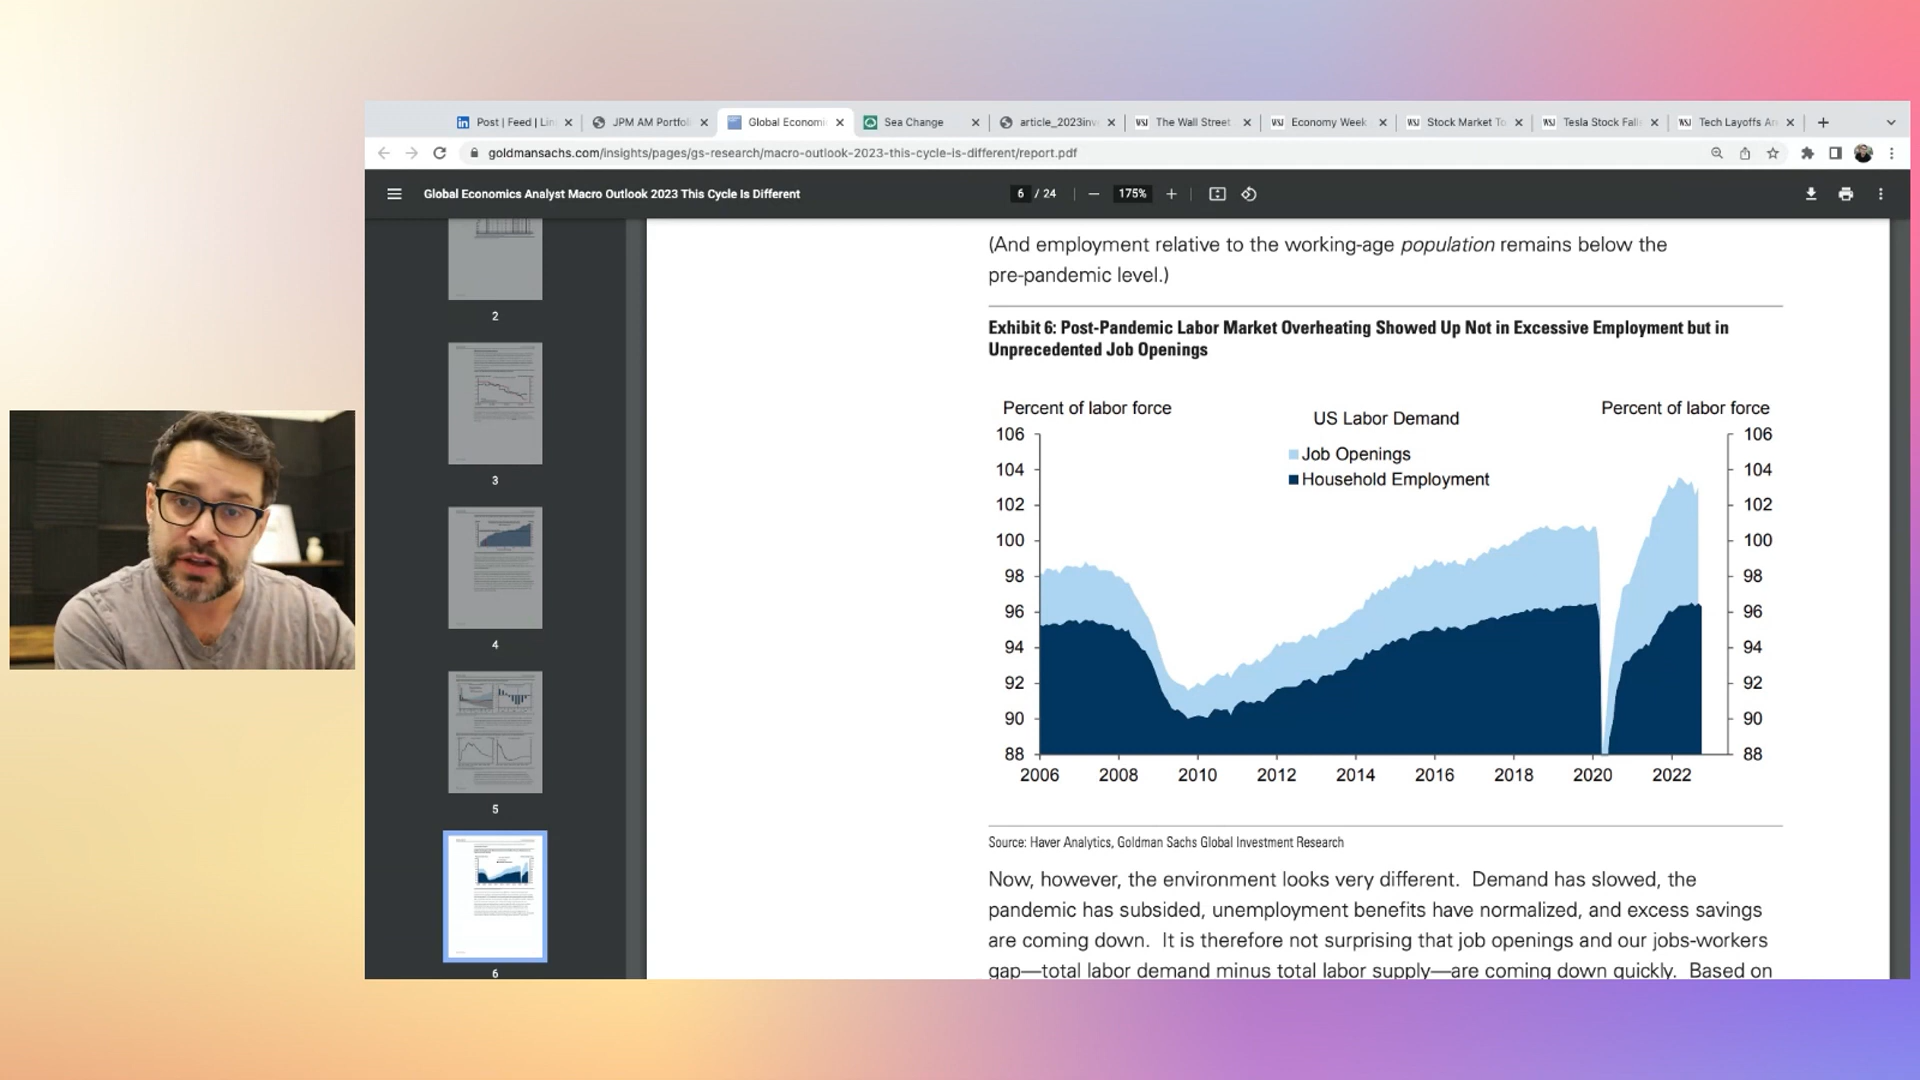 Post | Feed | Lin
JPM AM Portfoli
Global Economi
Sea Change
article_2023inv
The Wall Street
Economy Week
Stock Market To
Tesla Stock Fall
Tech Layoffs Ar
goldmansachs.com/insights/pages/gs-research/macro-outlook-2023-this-cycle-is-different/report.pdf
Global Economics Analyst Macro Outlook 2023 This Cycle Is Different
6 / 24
175%
2
3
4
5
6
(And employment relative to the working-age population remains below the
pre-pandemic level.)
Exhibit 6: Post-Pandemic Labor Market Overheating Showed Up Not in Excessive Employment but in
Unprecedented Job Openings
Percent of labor force
US Labor Demand
Percent of labor force
Job Openings
Household Employment
106 106
104 104
102 102
100 100
98 98
96 96
94 94
92 92
90 90
88 88
2006 2008 2010 2012 2014 2016 2018 2020 2022
Source: Haver Analytics, Goldman Sachs Global Investment Research
Now, however, the environment looks very different. Demand has slowed, the
pandemic has subsided, unemployment benefits have normalized, and excess savings
are coming down. It is therefore not surprising that job openings and our jobs-workers
gap—total labor demand minus total labor supply—are coming down quickly. Based on